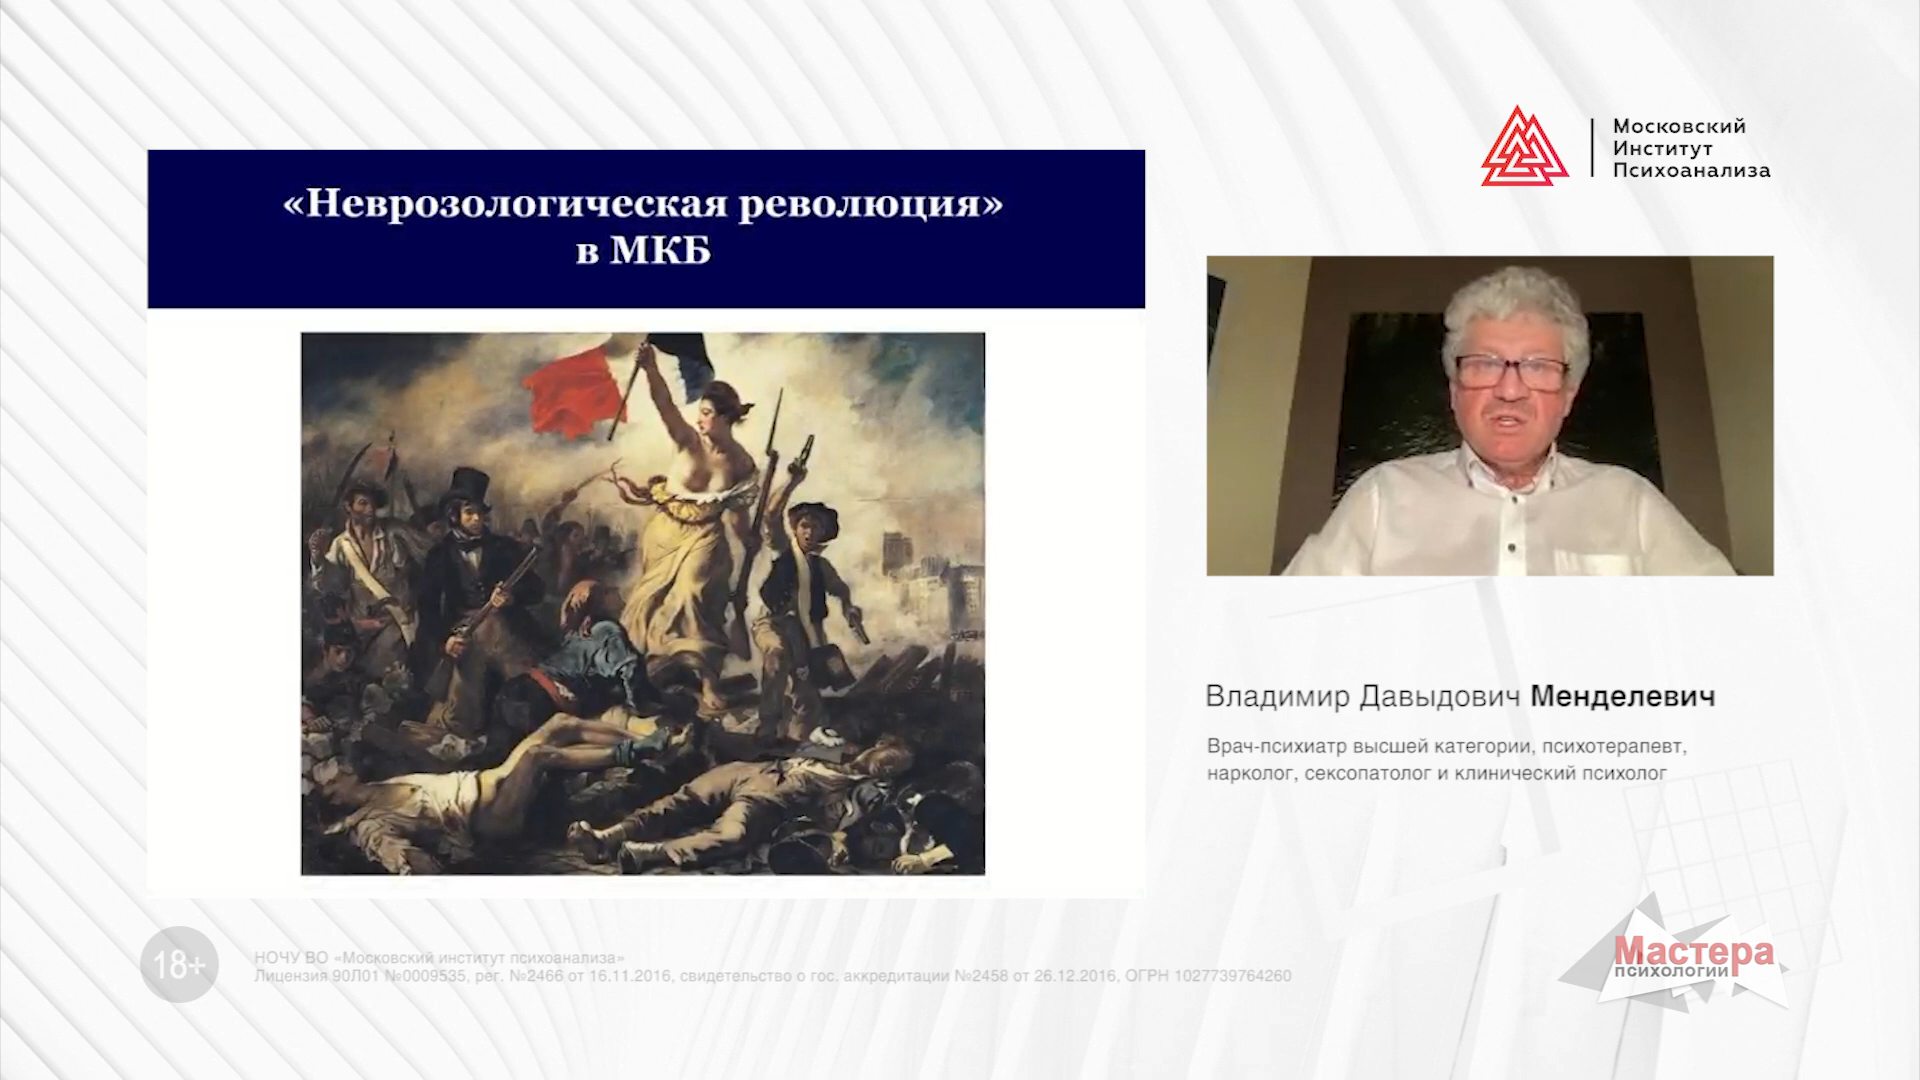 «Неврозологическая революция»
в МКБ
Московский
Институт
Психоанализа
Владимир Давыдович Менделевич
Врач-психиатр высшей категории, психотерапевт,
нарколог, сексопатолог и клинический психолог
18+
НОЧУ ВО «Московский институт психоанализа»
Лицензия 90Л01 №0009535, рег. №2466 от 16.11.2016, свидетельство о гос. аккредитации №2458 от 26.12.2016, ОГРН 1027739764260
Мастера
психологии